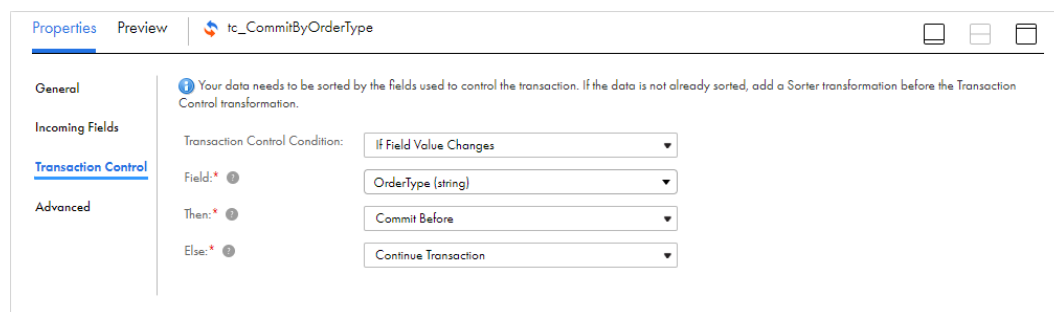 Properties Preview tc_CommitByOrderType
General
Your data needs to be sorted by the fields used to control the transaction. If the data is not already sorted, add a Sorter transformation before the Transaction
Control transformation.
Incoming Fields
Transaction Control Condition: If Field Value Changes
Transaction Control
Field:* ? OrderType (string)
Advanced
Then:* ? Commit Before
Else:* ? Continue Transaction